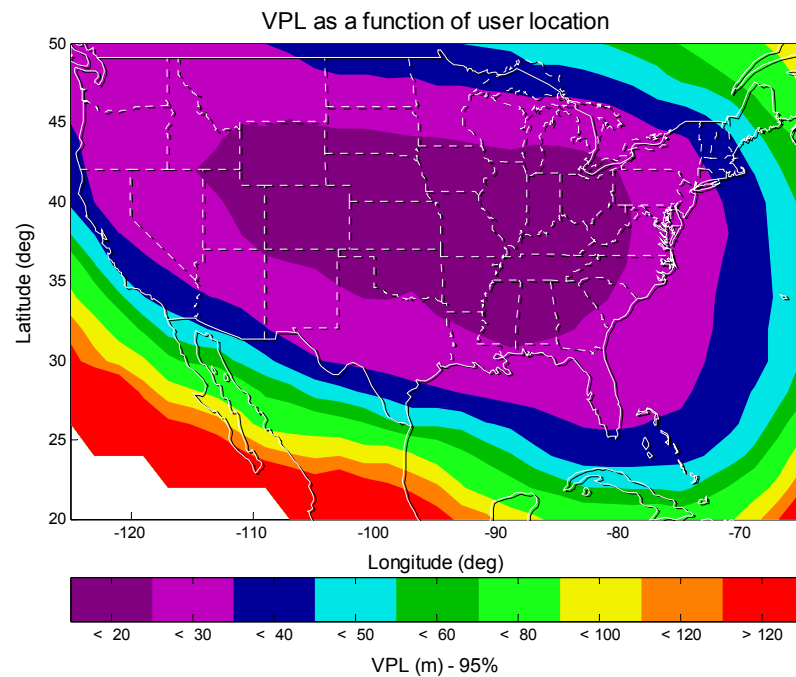 VPL as a function of user location
50
45
40
35
30
25
20
Latitude (deg)
-120 -110 -100 -90 -80 -70
Longitude (deg)
< 20 < 30 < 40 < 50 < 60 < 80 < 100 < 120 > 120
VPL (m) - 95%